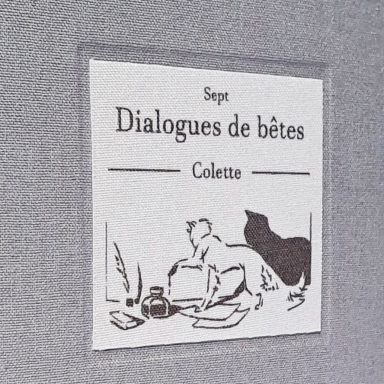 Sept
Dialogues de bêtes
Colette